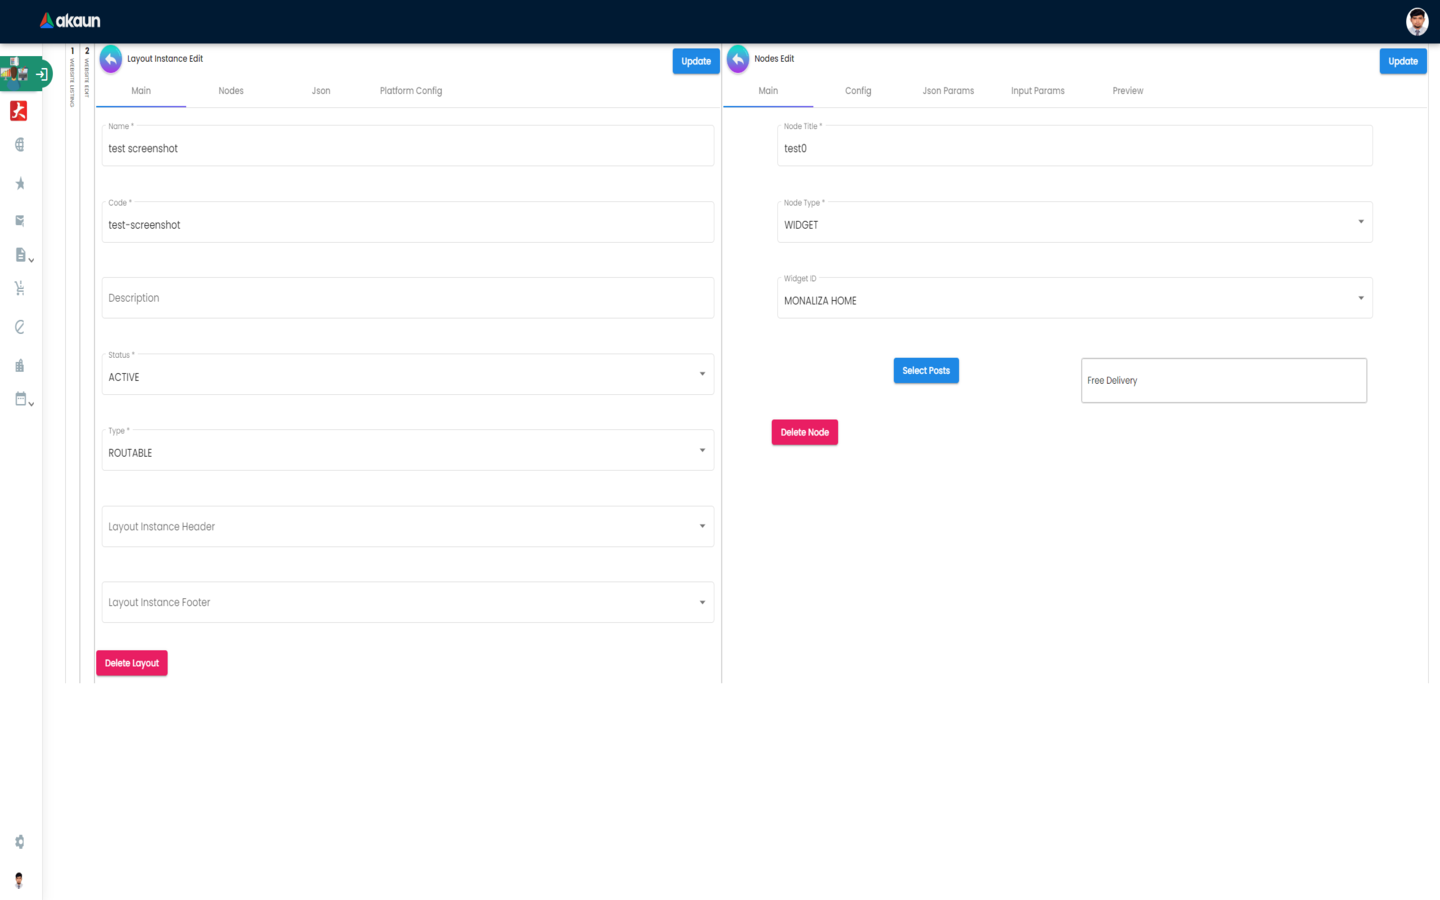 akaun
1 WEBSITE LISTING
2 WEBSITE EDIT
Layout Instance Edit
Update
Main Nodes Json Platform Config
Name *
test screenshot
Code *
test-screenshot
Description
Status *
ACTIVE
Type *
ROUTABLE
Layout Instance Header
Layout Instance Footer
Delete Layout
Nodes Edit
Update
Main Config Json Params Input Params Preview
Node Title *
test0
Node Type *
WIDGET
Widget ID
MONALIZA HOME
Select Posts
Free Delivery
Delete Node